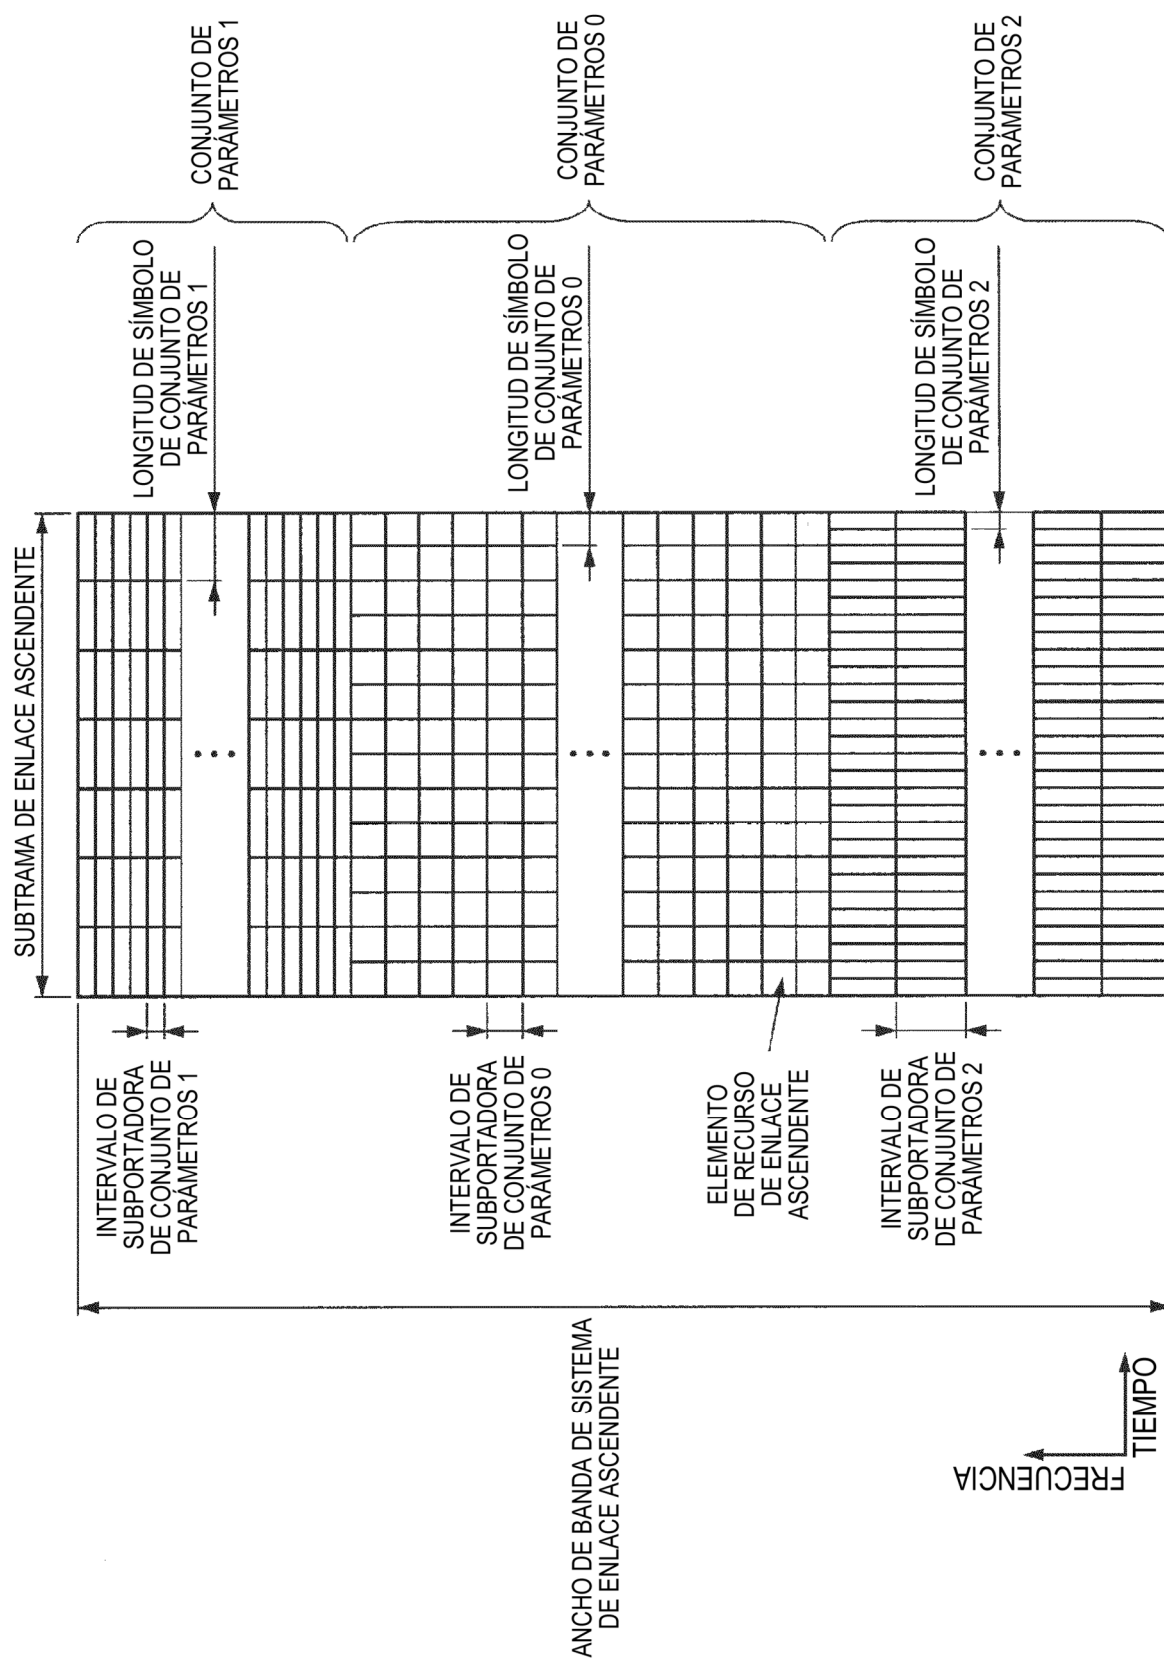 SUBTRAMA DE ENLACE ASCENDENTE
INTERVALO DE
SUBPORTADORA
DE CONJUNTO DE
PARÁMETROS 1
LONGITUD DE SÍMBOLO
DE CONJUNTO DE
PARÁMETROS 1
CONJUNTO DE
PARÁMETROS 1
INTERVALO DE
SUBPORTADORA
DE CONJUNTO DE
PARÁMETROS 0
LONGITUD DE SÍMBOLO
DE CONJUNTO DE
PARÁMETROS 0
CONJUNTO DE
PARÁMETROS 0
ELEMENTO
DE RECURSO
DE ENLACE
ASCENDENTE
INTERVALO DE
SUBPORTADORA
DE CONJUNTO DE
PARÁMETROS 2
LONGITUD DE SÍMBOLO
DE CONJUNTO DE
PARÁMETROS 2
CONJUNTO DE
PARÁMETROS 2
ANCHO DE BANDA DE SISTEMA
DE ENLACE ASCENDENTE
FRECUENCIA
TIEMPO